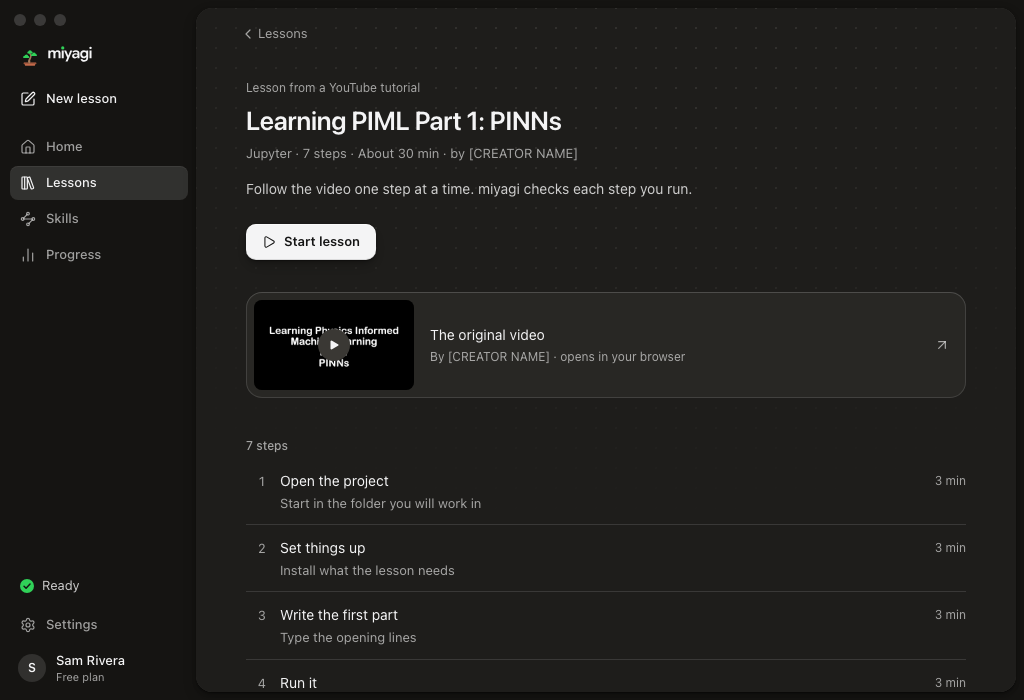 miyagi
New lesson
Home
Lessons
Skills
Progress
Ready
Settings
S
Sam Rivera
Free plan
Lessons
Lesson from a YouTube tutorial
Learning PIML Part 1: PINNs
Jupyter · 7 steps · About 30 min · by [CREATOR NAME]
Follow the video one step at a time. miyagi checks each step you run.
Start lesson
Learning Physics Informed
Machine Learning
PINNs
The original video
By [CREATOR NAME] · opens in your browser
7 steps
1 Open the project 3 min
Start in the folder you will work in
2 Set things up 3 min
Install what the lesson needs
3 Write the first part 3 min
Type the opening lines
4 Run it 3 min